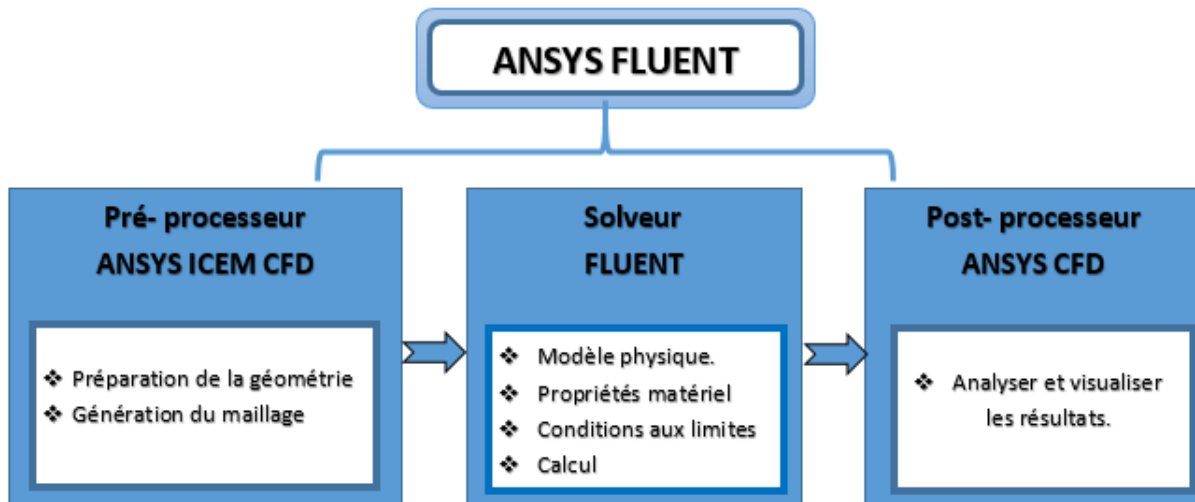 ANSYS FLUENT
Pré- processeur
ANSYS ICEM CFD
❖ Préparation de la géométrie
❖ Génération du maillage
Solveur
FLUENT
❖ Modèle physique.
❖ Propriétés matériel
❖ Conditions aux limites
❖ Calcul
Post- processeur
ANSYS CFD
❖ Analyser et visualiser
les résultats.